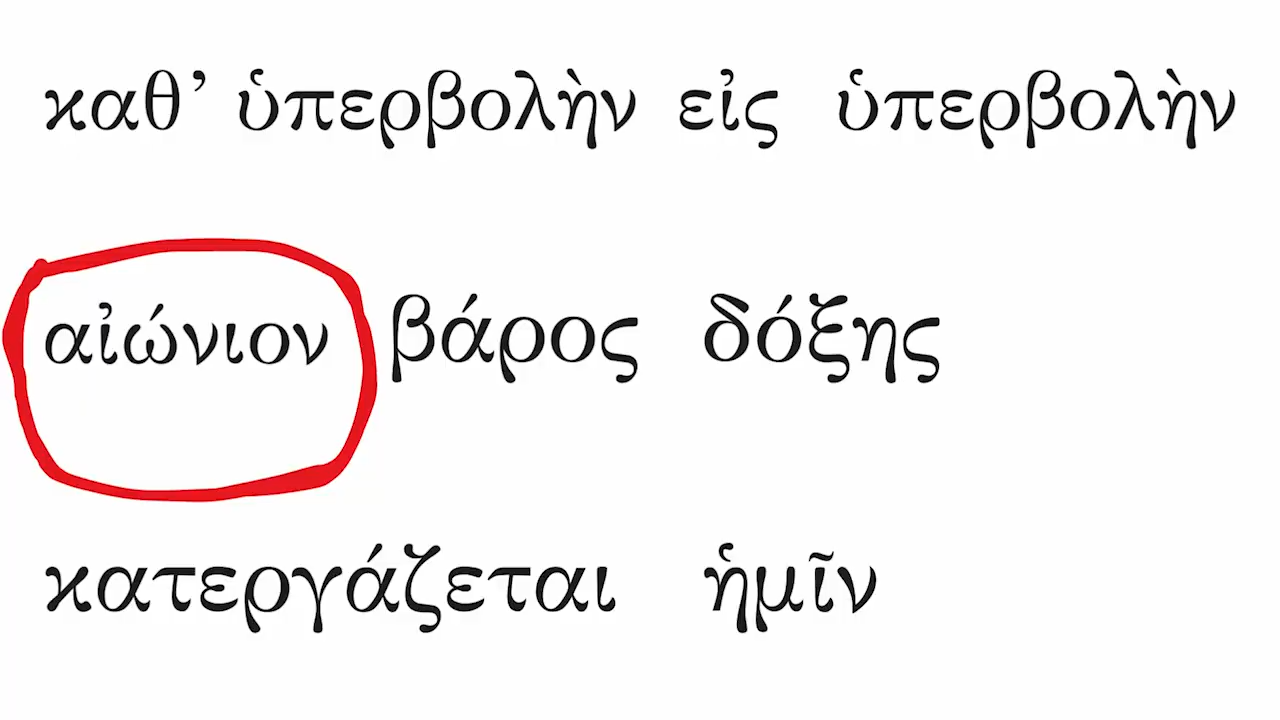 καθ’ ὑπερβολὴν εἰς ὑπερβολὴν
αἰώνιον βάρος δόξης
κατεργάζεται ἡμῖν